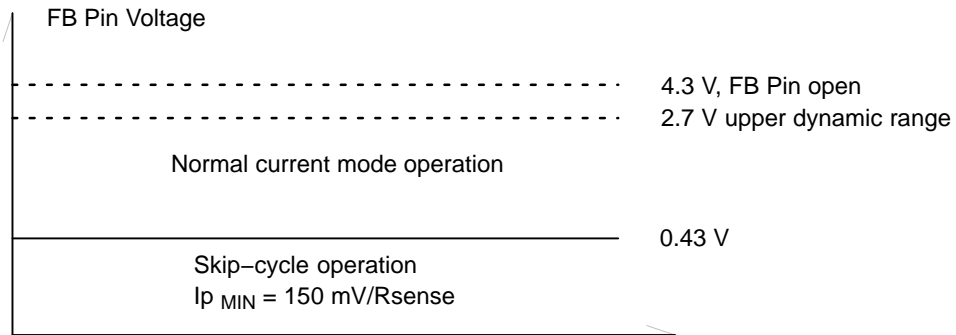 FB Pin Voltage
4.3 V, FB Pin open
2.7 V upper dynamic range
Normal current mode operation
0.43 V
Skip−cycle operation
Ip MIN = 150 mV/Rsense